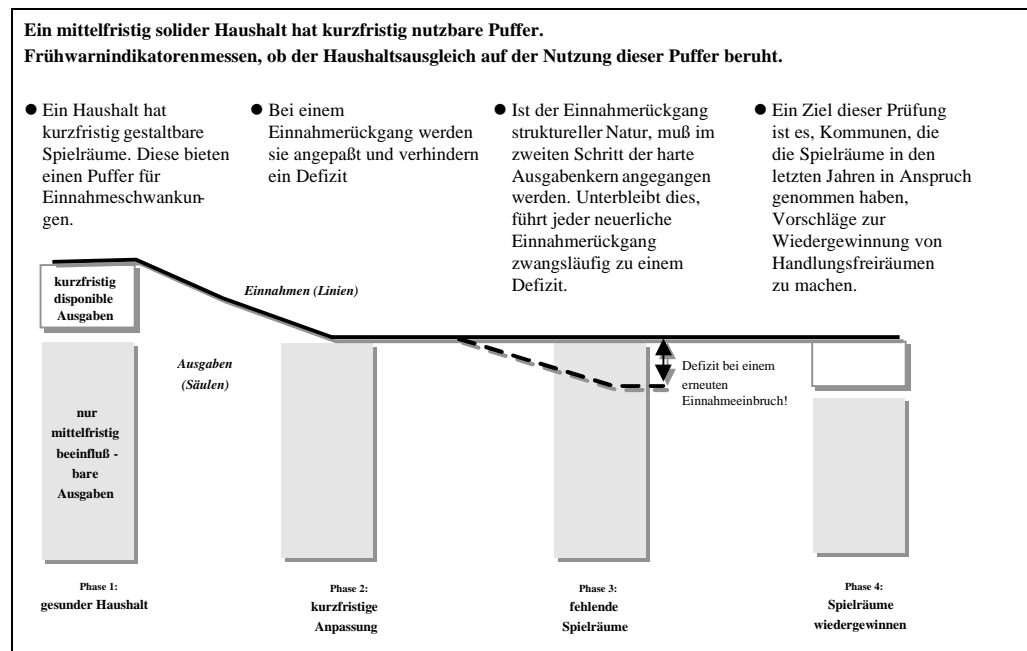 Ein mittelfristig solider Haushalt hat kurzfristig nutzbare Puffer.
Frühwarnindikatorenmessen, ob der Haushaltsausgleich auf der Nutzung dieser Puffer beruht.
● Ein Haushalt hat
kurzfristig gestaltbare
Spielräume. Diese bieten
einen Puffer für
Einnahmeschwankun-
gen.
● Bei einem
Einnahmerückgang werden
sie angepaßt und verhindern
ein Defizit
● Ist der Einnahmerückgang
struktureller Natur, muß im
zweiten Schritt der harte
Ausgabenkern angegangen
werden. Unterbleibt dies,
führt jeder neuerliche
Einnahmerückgang
zwangsläufig zu einem
Defizit.
● Ein Ziel dieser Prüfung
ist es, Kommunen, die
die Spielräume in den
letzten Jahren in Anspruch
genommen haben,
Vorschläge zur
Wiedergewinnung von
Handlungsfreiräumen
zu machen.
kurzfristig
disponible
Ausgaben
Einnahmen (Linien)
Ausgaben
(Säulen)
Defizit bei einem
erneuten
Einnahmeeinbruch!
nur
mittelfristig
beeinfluß -
bare
Ausgaben
Phase 1:
gesunder Haushalt
Phase 2:
kurzfristige
Anpassung
Phase 3:
fehlende
Spielräume
Phase 4:
Spielräume
wiedergewinnen